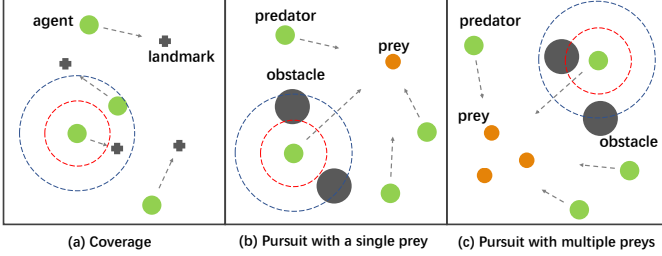 agent
landmark
(a) Coverage
predator
prey
obstacle
(b) Pursuit with a single prey
predator
prey
obstacle
(c) Pursuit with multiple preys